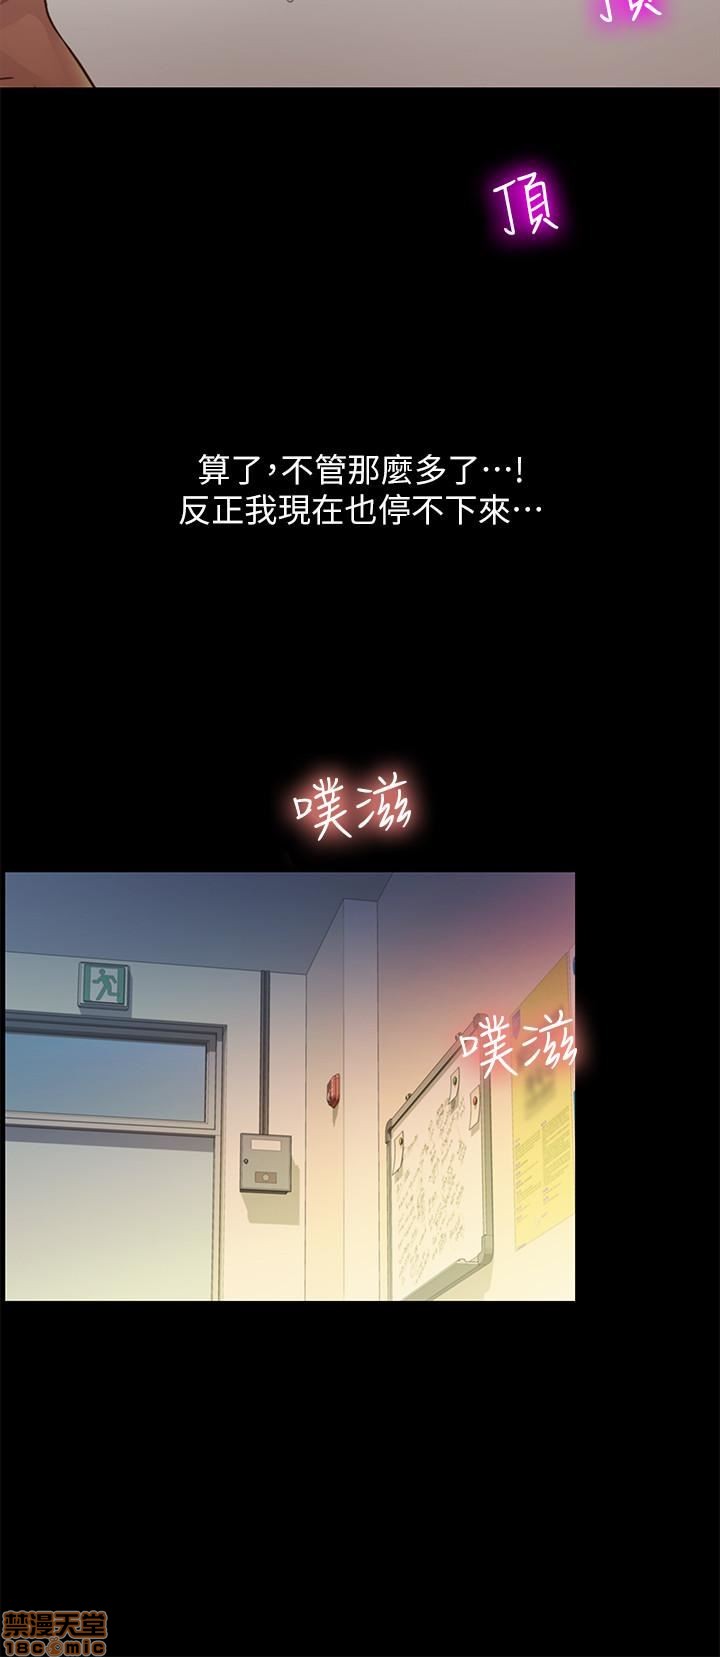 頂
頂
算了,不管那麼多了…!
反正我現在也停不下來…
噗滋
噗滋
禁漫天堂
18comic